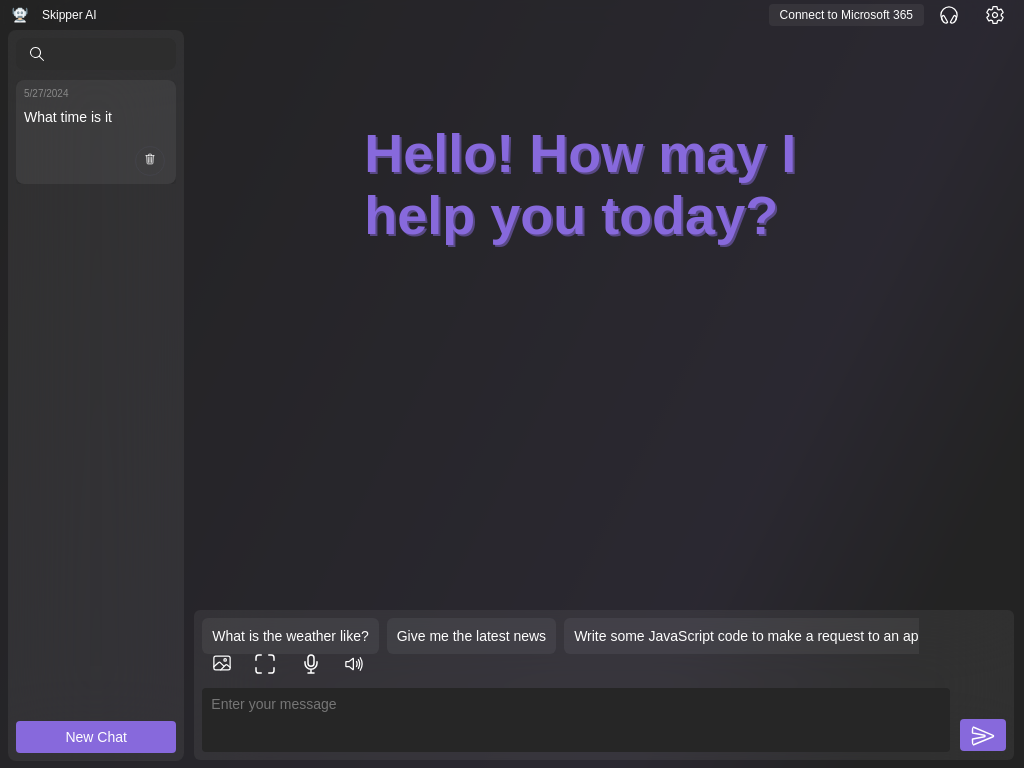 Skipper AI
Connect to Microsoft 365
5/27/2024
What time is it
Hello! How may I
help you today?
What is the weather like?
Give me the latest news
Write some JavaScript code to make a request to an ap
Enter your message
New Chat